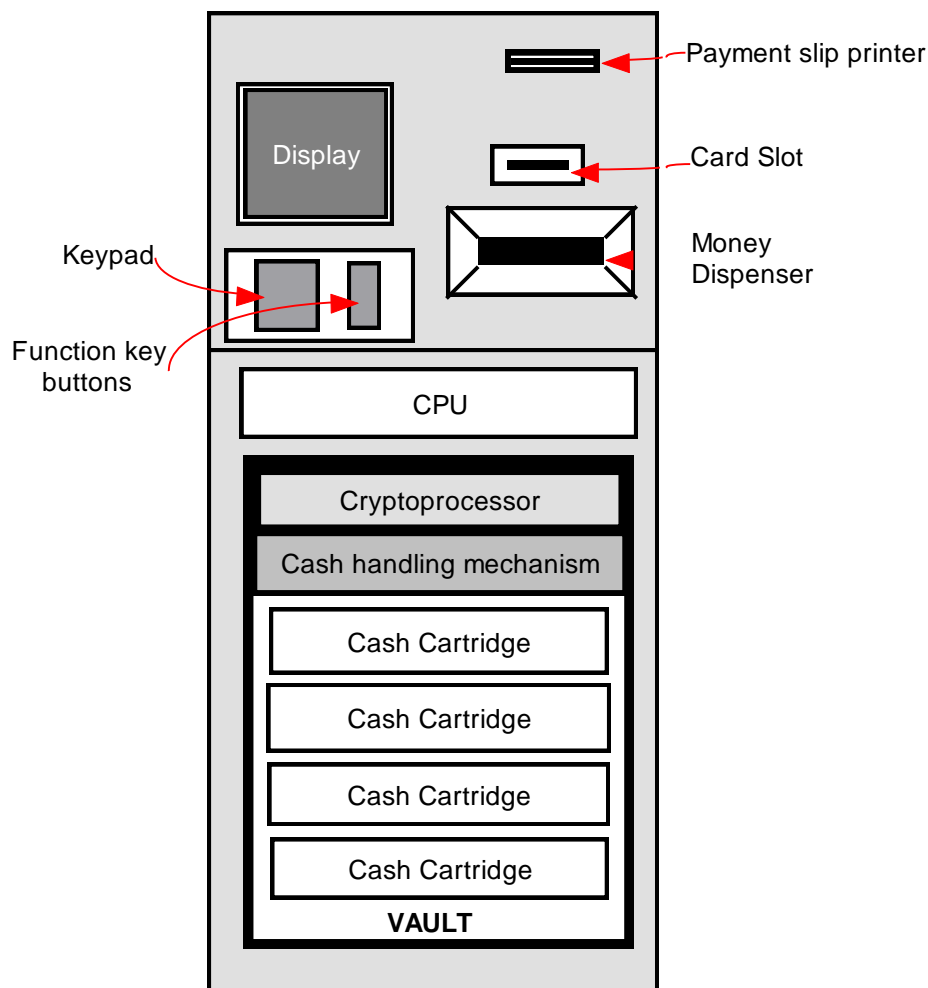 Payment slip printer
Display
Card Slot
Keypad
Money
Dispenser
Function key
buttons
CPU
Cryptoprocessor
Cash handling mechanism
Cash Cartridge
Cash Cartridge
Cash Cartridge
Cash Cartridge
VAULT